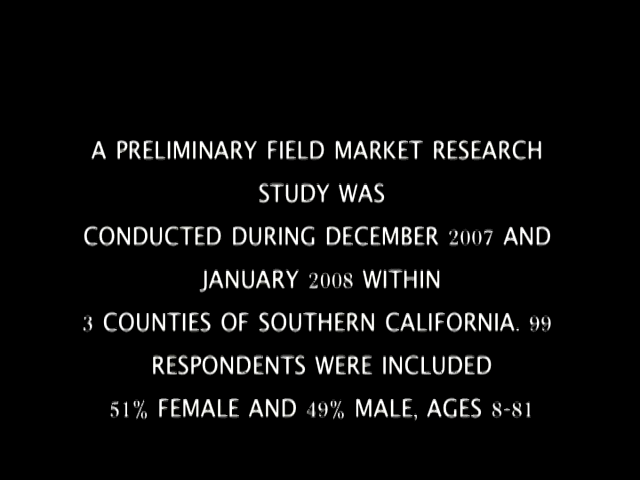 A PRELIMINARY FIELD MARKET RESEARCH
STUDY WAS
CONDUCTED DURING DECEMBER 2007 AND
JANUARY 2008 WITHIN
3 COUNTIES OF SOUTHERN CALIFORNIA. 99
RESPONDENTS WERE INCLUDED
51% FEMALE AND 49% MALE, AGES 8-81